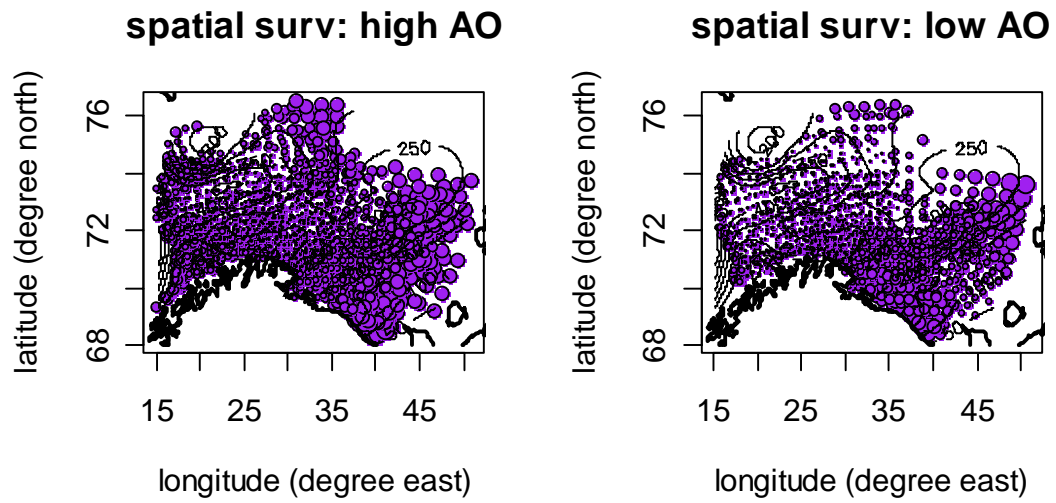 spatial surv: high AO
spatial surv: low AO
latitude (degree north)
76
72
68
250
15 25 35 45
longitude (degree east)
latitude (degree north)
76
72
68
250
15 25 35 45
longitude (degree east)